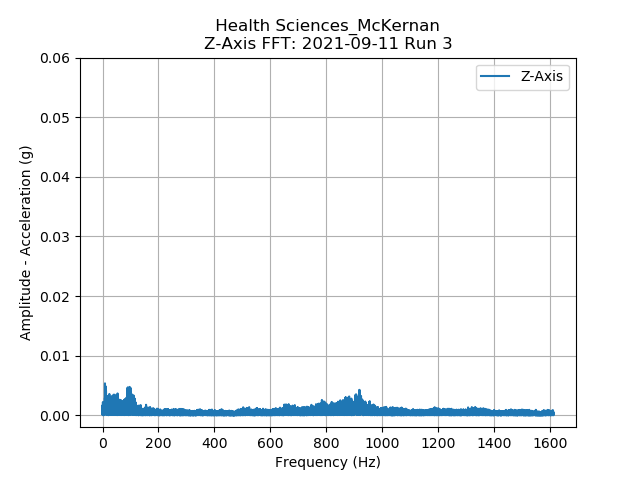 Health Sciences_McKernan
Z-Axis FFT: 2021-09-11 Run 3
Z-Axis
0.06
0.05
0.04
0.03
0.02
0.01
0.00
Amplitude - Acceleration (g)
0 200 400 600 800 1000 1200 1400 1600
Frequency (Hz)